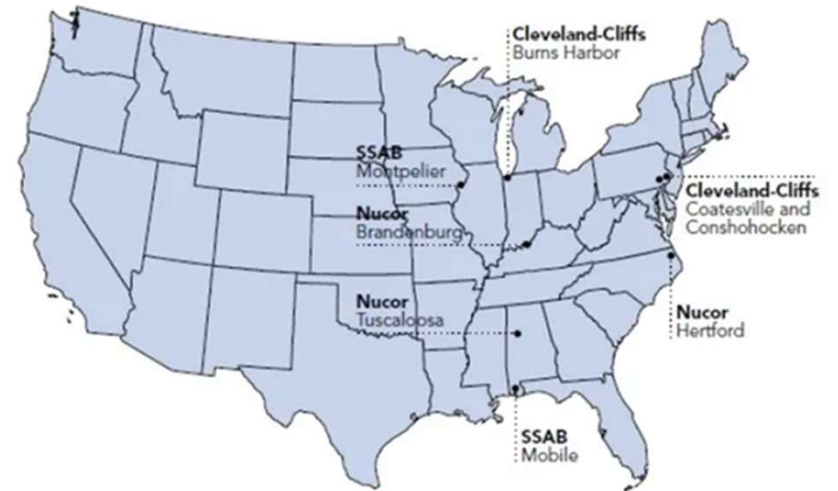 Cleveland-Cliffs
Burns Harbor
SSAB
Montpelier
Cleveland-Cliffs
Coatesville and
Conshohocken
Nucor
Brandenburg
Nucor
Tuscaloosa
Nucor
Hertford
SSAB
Mobile